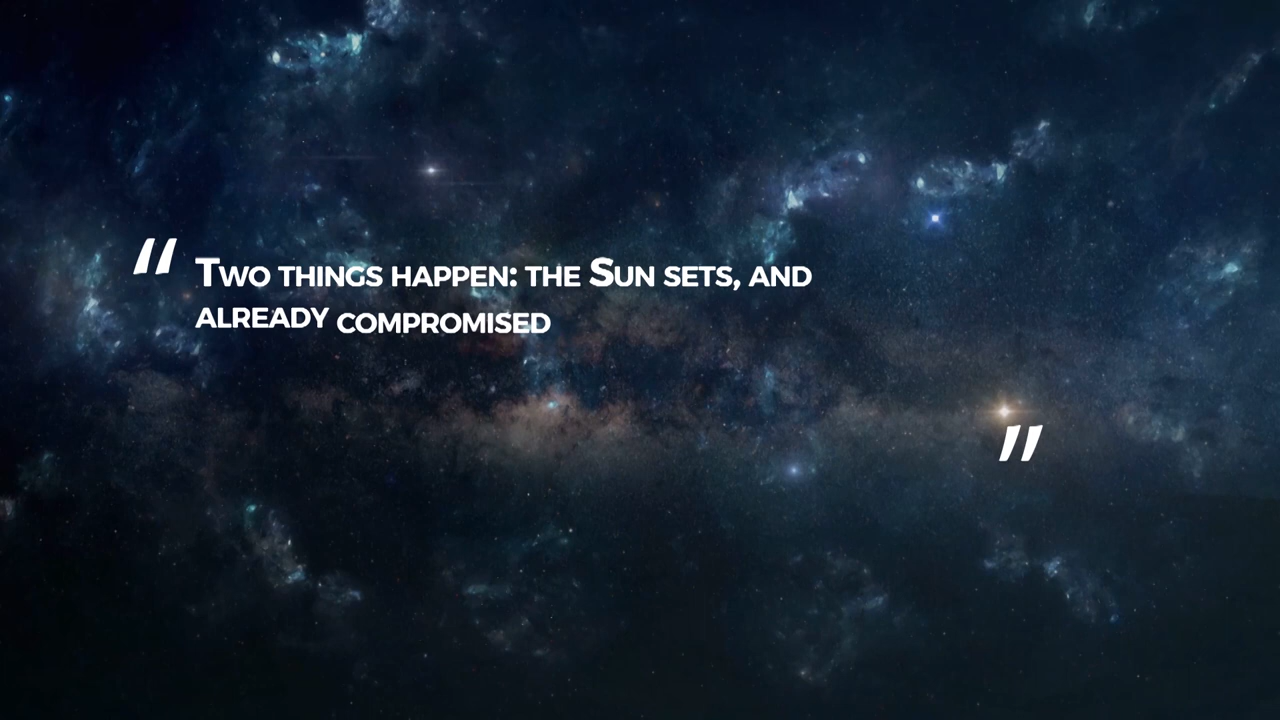 "Two things happen: the Sun sets, and
already compromised"